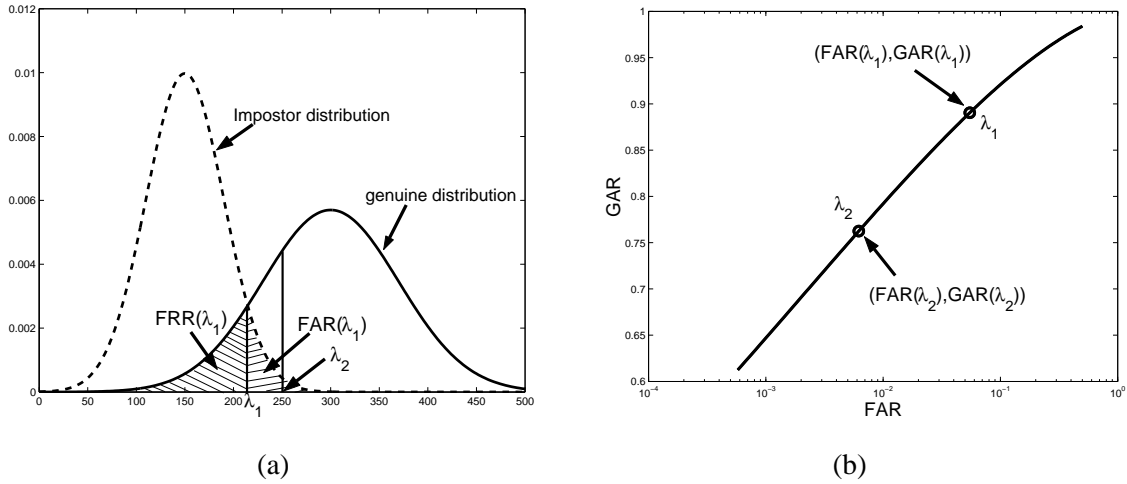 0.012
0.01
0.008
0.006
0.004
0.002
0
Impostor distribution
genuine distribution
FRR(λ1)
FAR(λ1)
λ2
0 50 100 150 200 250 300 350 400 450 500
λ1
(a)
1
0.95
0.9
0.85
0.8
0.75
0.7
0.65
0.6
GAR
(FAR(λ1),GAR(λ1))
λ1
λ2
(FAR(λ2),GAR(λ2))
10−4 10−3 10−2 10−1 100
FAR
(b)